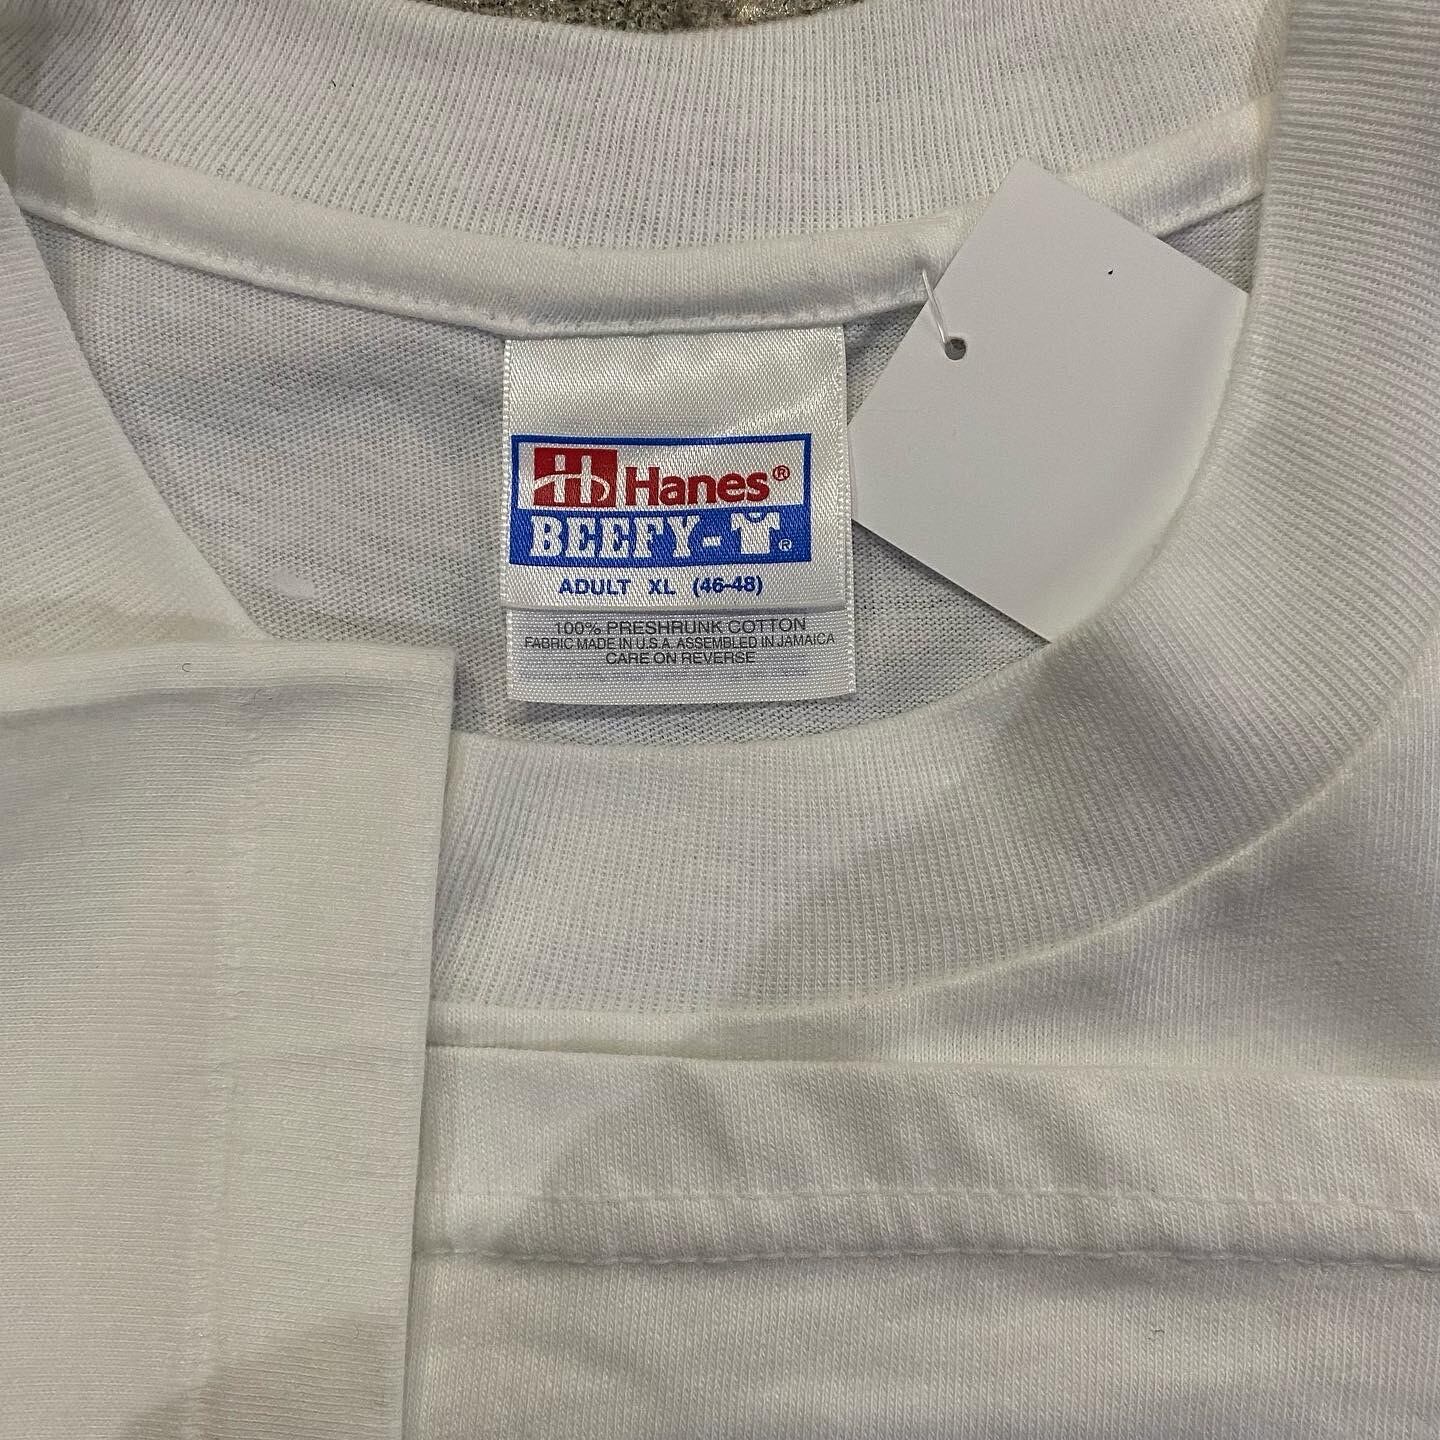 Hanes®
BEEFY-T®
ADULT XL (46-48)
100% PRESHRUNK COTTON
FABRIC MADE IN U.S.A. ASSEMBLED IN JAMAICA
CARE ON REVERSE